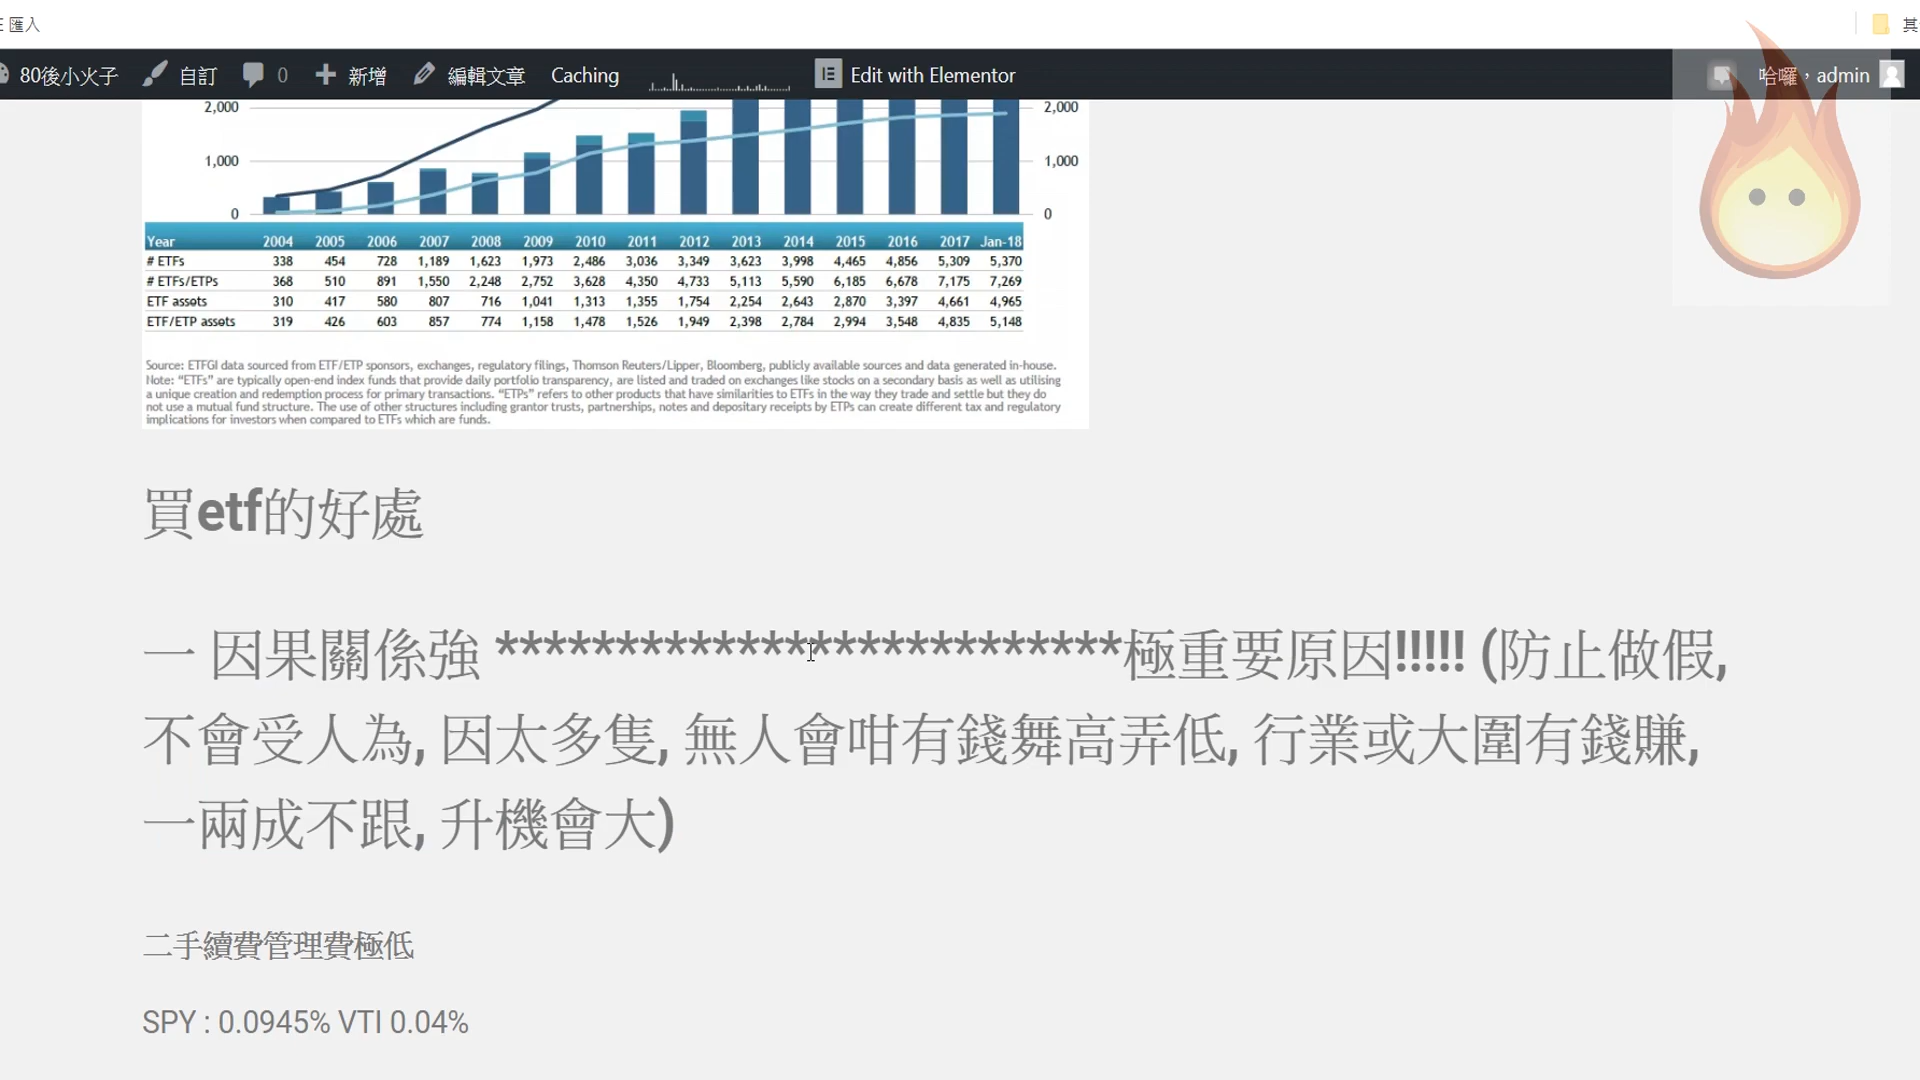 匯入
80後小火子 自訂 0 新增 編輯文章 Caching Edit with Elementor 哈囉，admin
2,000 2,000
1,000 1,000
0 0
Year 2004 2005 2006 2007 2008 2009 2010 2011 2012 2013 2014 2015 2016 2017 Jan-18
# ETFs 338 454 728 1,189 1,623 1,973 2,486 3,036 3,349 3,623 3,998 4,465 4,856 5,309 5,370
# ETFs/ETPs 368 510 891 1,550 2,248 2,752 3,628 4,350 4,733 5,113 5,590 6,185 6,678 7,175 7,269
ETF assets 310 417 580 807 716 1,041 1,313 1,355 1,754 2,254 2,643 2,870 3,397 4,661 4,965
ETF/ETP assets 319 426 603 857 774 1,158 1,478 1,526 1,949 2,398 2,784 2,994 3,548 4,835 5,148
Source: ETFGI data sourced from ETF/ETP sponsors, exchanges, regulatory filings, Thomson Reuters/Lipper, Bloomberg, publicly available sources and data generated in-house.
Note: “ETFs” are typically open-end index funds that provide daily portfolio transparency, are listed and traded on exchanges like stocks on a secondary basis as well as utilising
a unique creation and redemption process for primary transactions. “ETPs” refers to other products that have similarities to ETFs in the way they trade and settle but they do
not use a mutual fund structure. The use of other structures including grantor trusts, partnerships, notes and depositary receipts by ETPs can create different tax and regulatory
implications for investors when compared to ETFs which are funds.
買etf的好處
一 因果關係強 **************************極重要原因!!!!! (防止做假,
不會受人為, 因太多隻, 無人會咁有錢舞高弄低, 行業或大圍有錢賺,
一兩成不跟, 升機會大)
二手續費管理費極低
SPY : 0.0945% VTI 0.04%